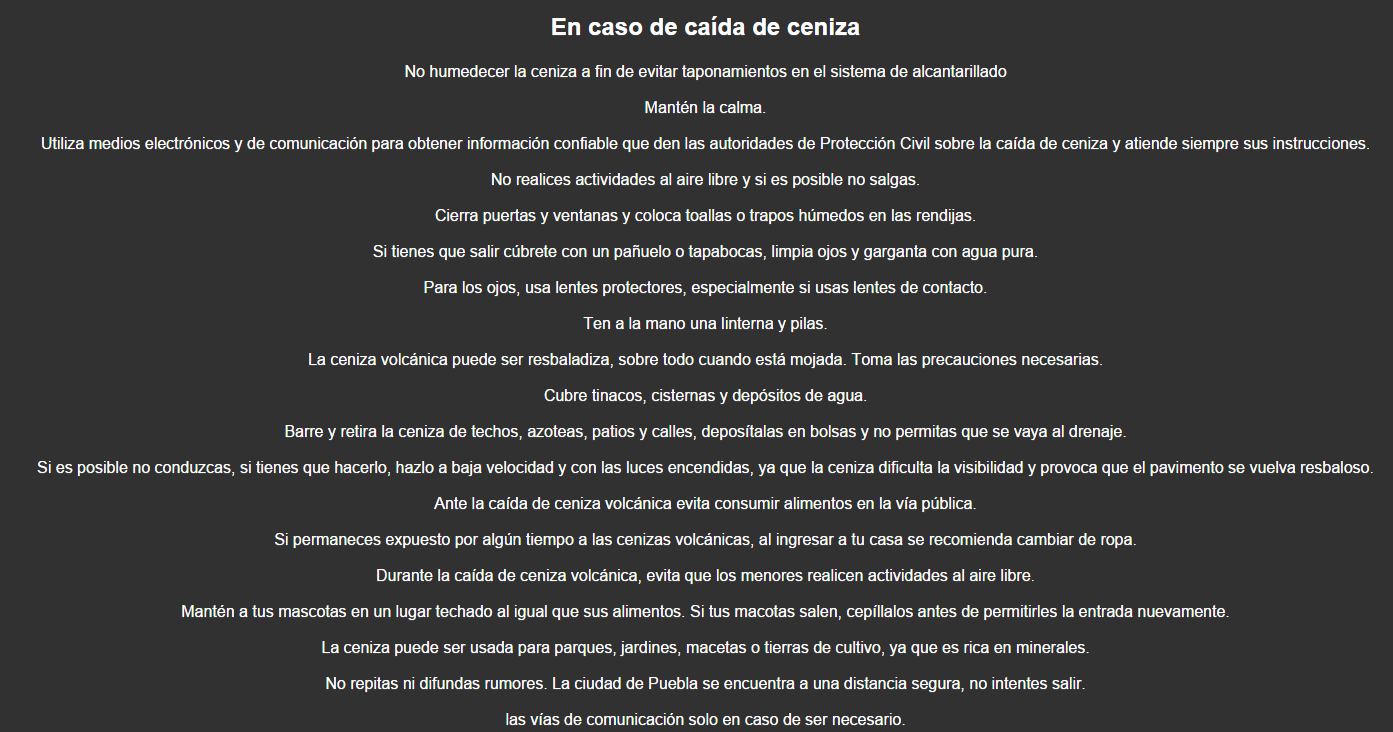 En caso de caída de ceniza
No humedecer la ceniza a fin de evitar taponamientos en el sistema de alcantarillado
Mantén la calma.
Utiliza medios electrónicos y de comunicación para obtener información confiable que den las autoridades de Protección Civil sobre la caída de ceniza y atiende siempre sus instrucciones.
No realices actividades al aire libre y si es posible no salgas.
Cierra puertas y ventanas y coloca toallas o trapos húmedos en las rendijas.
Si tienes que salir cúbrete con un pañuelo o tapabocas, limpia ojos y garganta con agua pura.
Para los ojos, usa lentes protectores, especialmente si usas lentes de contacto.
Ten a la mano una linterna y pilas.
La ceniza volcánica puede ser resbaladiza, sobre todo cuando está mojada. Toma las precauciones necesarias.
Cubre tinacos, cisternas y depósitos de agua.
Barre y retira la ceniza de techos, azoteas, patios y calles, deposítalas en bolsas y no permitas que se vaya al drenaje.
Si es posible no conduzcas, si tienes que hacerlo, hazlo a baja velocidad y con las luces encendidas, ya que la ceniza dificulta la visibilidad y provoca que el pavimento se vuelva resbaloso.
Ante la caída de ceniza volcánica evita consumir alimentos en la vía pública.
Si permaneces expuesto por algún tiempo a las cenizas volcánicas, al ingresar a tu casa se recomienda cambiar de ropa.
Durante la caída de ceniza volcánica, evita que los menores realicen actividades al aire libre.
Mantén a tus mascotas en un lugar techado al igual que sus alimentos. Si tus macotas salen, cepíllalos antes de permitirles la entrada nuevamente.
La ceniza puede ser usada para parques, jardines, macetas o tierras de cultivo, ya que es rica en minerales.
No repitas ni difundas rumores. La ciudad de Puebla se encuentra a una distancia segura, no intentes salir.
las vías de comunicación solo en caso de ser necesario.